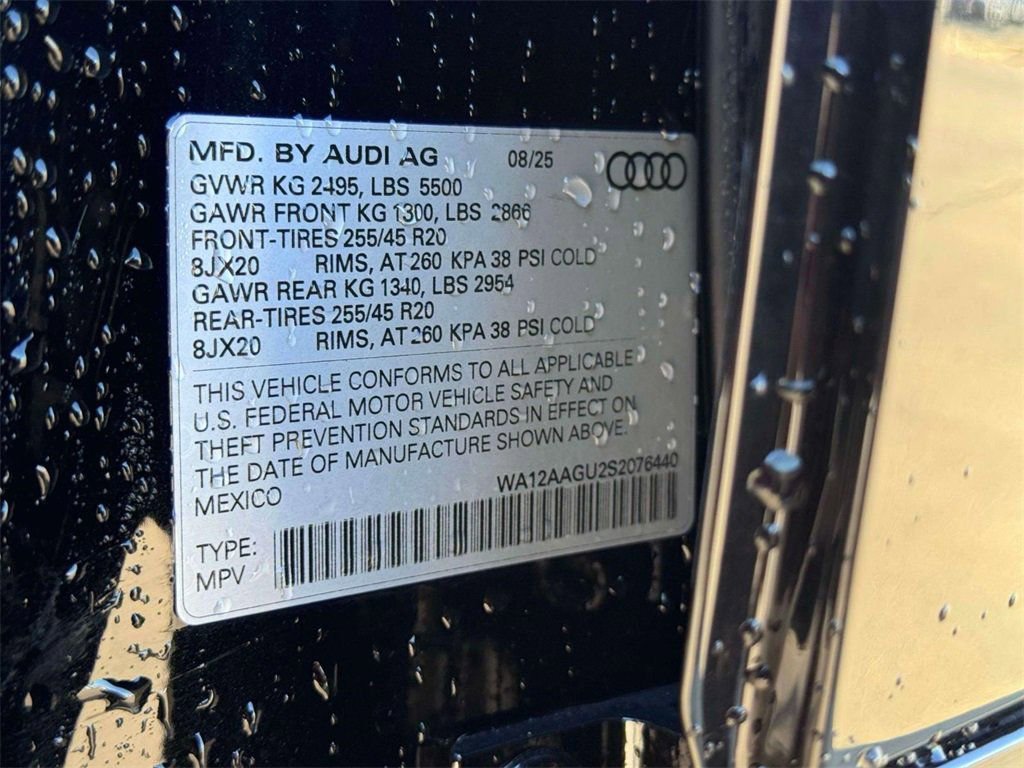 MFD. BY AUDI AG 08/25
GVWR KG 2495, LBS 5500
GAWR FRONT KG 1300, LBS 2866
FRONT-TIRES 255/45 R20
8JX20 RIMS, AT 260 KPA 38 PSI COLD
GAWR REAR KG 1340, LBS 2954
REAR-TIRES 255/45 R20
8JX20 RIMS, AT 260 KPA 38 PSI COLD
THIS VEHICLE CONFORMS TO ALL APPLICABLE
U.S. FEDERAL MOTOR VEHICLE SAFETY AND
THEFT PREVENTION STANDARDS IN EFFECT ON
THE DATE OF MANUFACTURE SHOWN ABOVE.
MEXICO WA12AAGU2S2076440
TYPE:
MPV